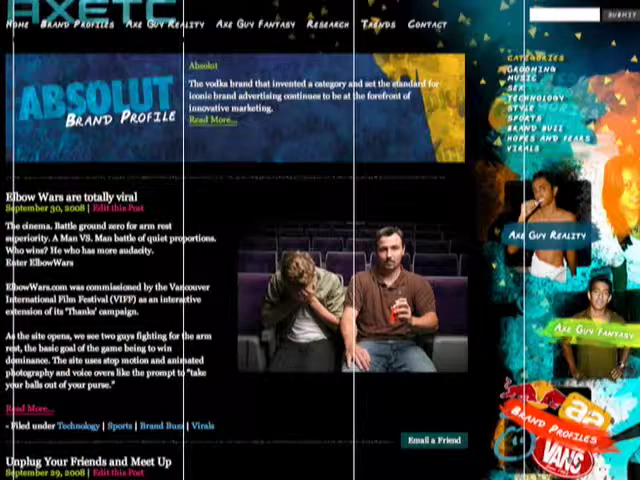 AXETC
Home Brand Profiles Axe Guy Reality Axe Guy Fantasy Research Trends Contact
SUBMIT
Absolut
The vodka brand that invented a category and set the standard for
iconic brand advertising continues to be at the forefront of
innovative marketing.
Read More...
ABSOLUT
Brand Profile
Categories
Grooming
Music
Sex
Technology
Style
Sports
Brand Buzz
Hopes and Fears
Virals
Elbow Wars are totally viral
September 30, 2008 | Edit this Post
The cinema. Battle ground zero for arm rest
superiority. A Man VS. Man battle of quiet proportions.
Who wins? He who has more audacity.
Enter ElbowWars
ElbowWars.com was commissioned by the Vancouver
International Film Festival (VIFF) as an interactive
extension of its 'Thanks' campaign.
As the site opens, we see two guys fighting for the arm
rest, the basic goal of the game being to win
dominance. The site uses stop motion and animated
photography and voice overs like the prompt to "take
your balls out of your purse."
Read More...
- Filed under Technology | Sports | Brand Buzz | Virals
Email a Friend
Unplug Your Friends and Meet Up
September 29, 2008 | Edit this Post
Axe Guy Reality
Axe Guy Fantasy
Brand Profiles
VANS